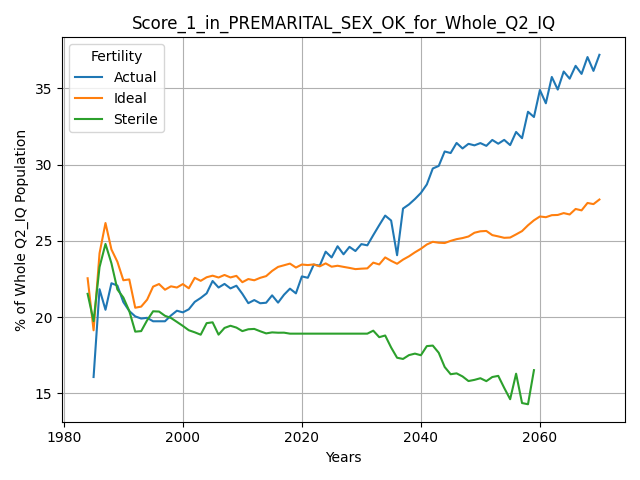 Score_1_in_PREMARITAL_SEX_OK_for_Whole_Q2_IQ
Fertility
Actual
Ideal
Sterile
% of Whole Q2_IQ Population
35
30
25
20
15
1980
2000
2020
2040
2060
Years